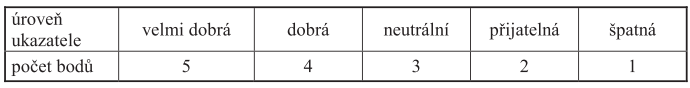 úroveň ukazatele velmi dobrá dobrá neutrální přijatelná špatná
počet bodů 5 4 3 2 1